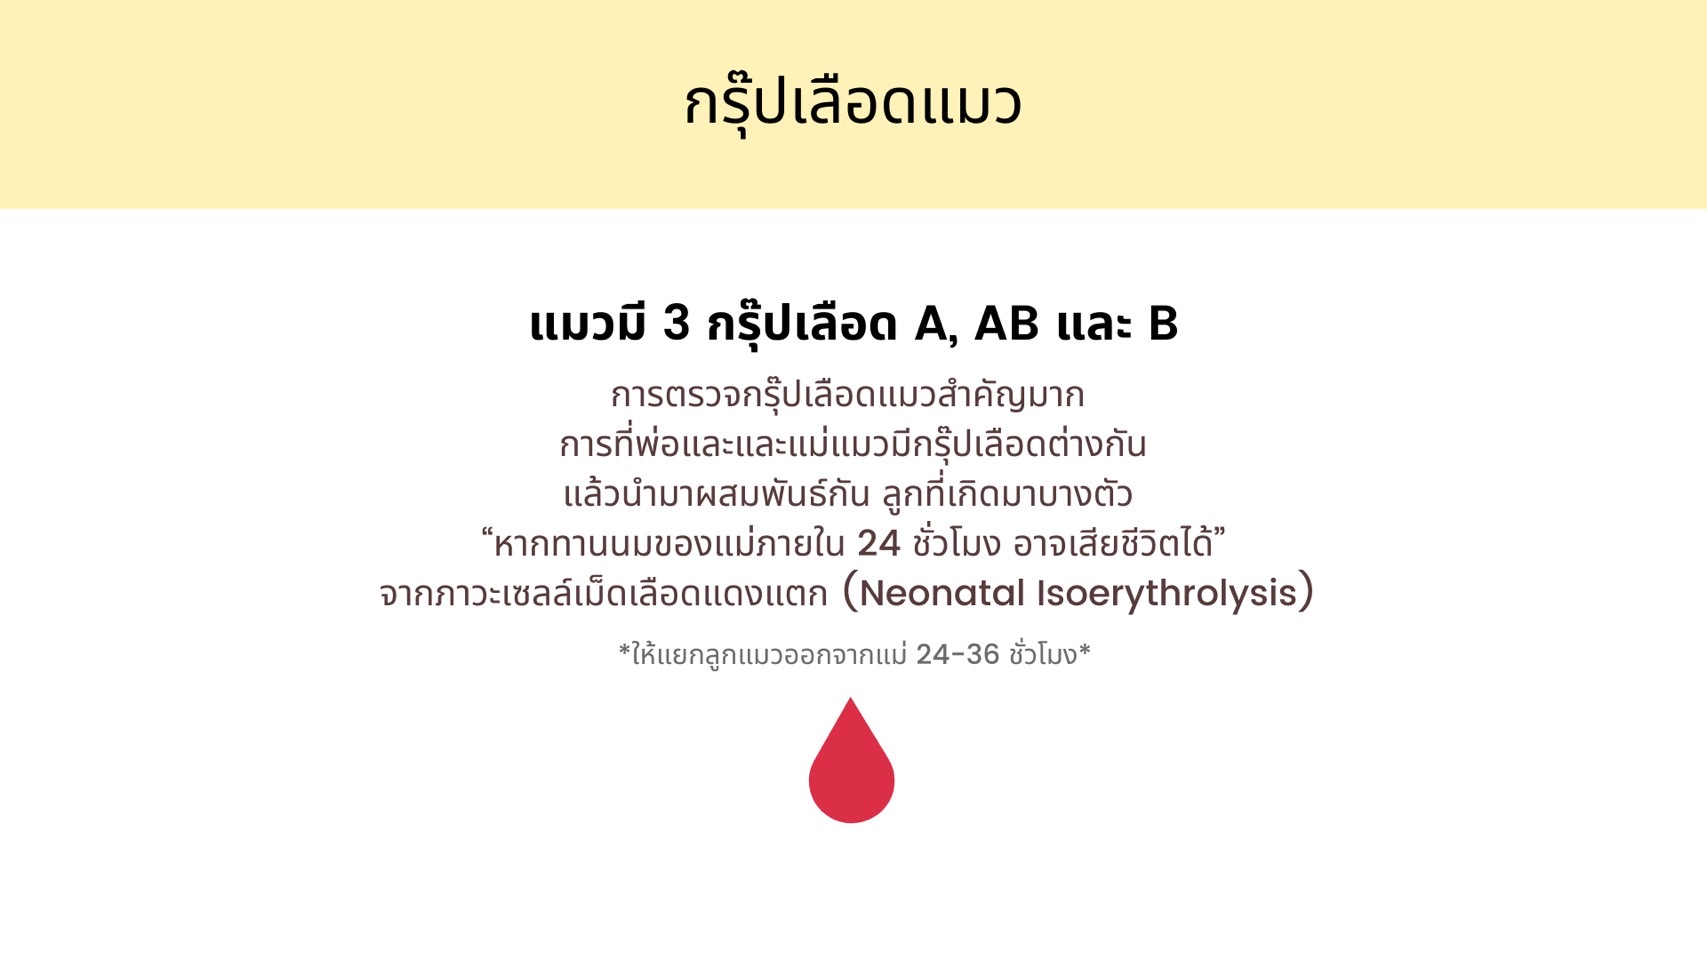 กรุ๊ปเลือดแมว
แมวมี 3 กรุ๊ปเลือด A, AB และ B
การตรวจกรุ๊ปเลือดแมวสำคัญมาก
การที่พ่อและและแม่แมวมีกรุ๊ปเลือดต่างกัน
แล้วนำมาผสมพันธ์กัน ลูกที่เกิดมาบางตัว
“หากทานนมของแม่ภายใน 24 ชั่วโมง อาจเสียชีวิตได้”
จากภาวะเซลล์เม็ดเลือดแดงแตก (Neonatal Isoerythrolysis)
*ให้แยกลูกแมวออกจากแม่ 24-36 ชั่วโมง*